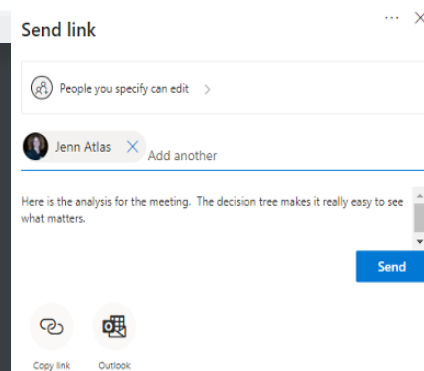 Send link
People you specify can edit
Jenn Atlas
Add another
Here is the analysis for the meeting. The decision tree makes it really easy to see
what matters.
Send
Copy link
Outlook